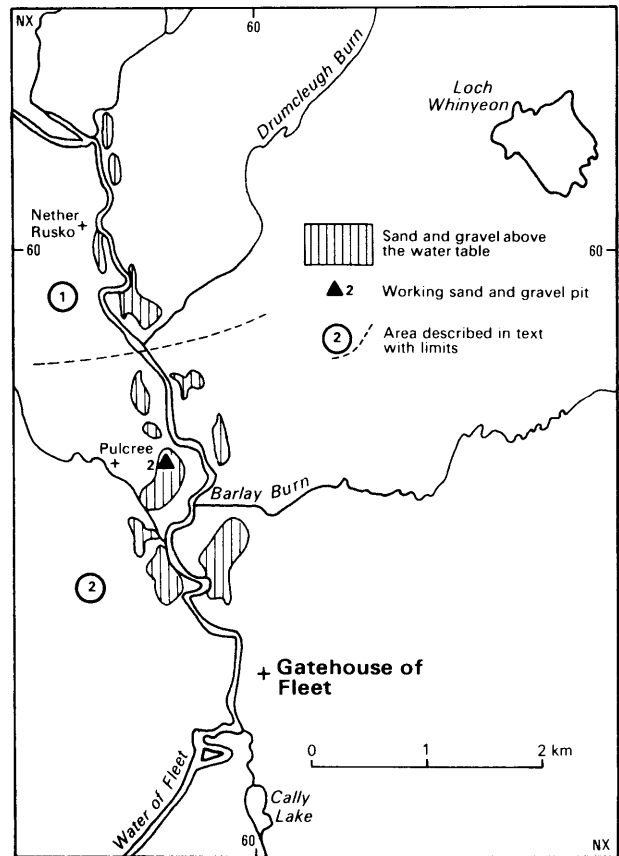 NX
60
Drumcleugh Burn
Loch
Whinyeon
Nether
Rusko
60
60
Sand and gravel above
the water table
1
2 Working sand and gravel pit
2
Area described in text
with limits
Pulcree
2
Barlay Burn
2
Gatehouse of
Fleet
0 1 2 km
Water of Fleet
Cally
Lake
60
NX